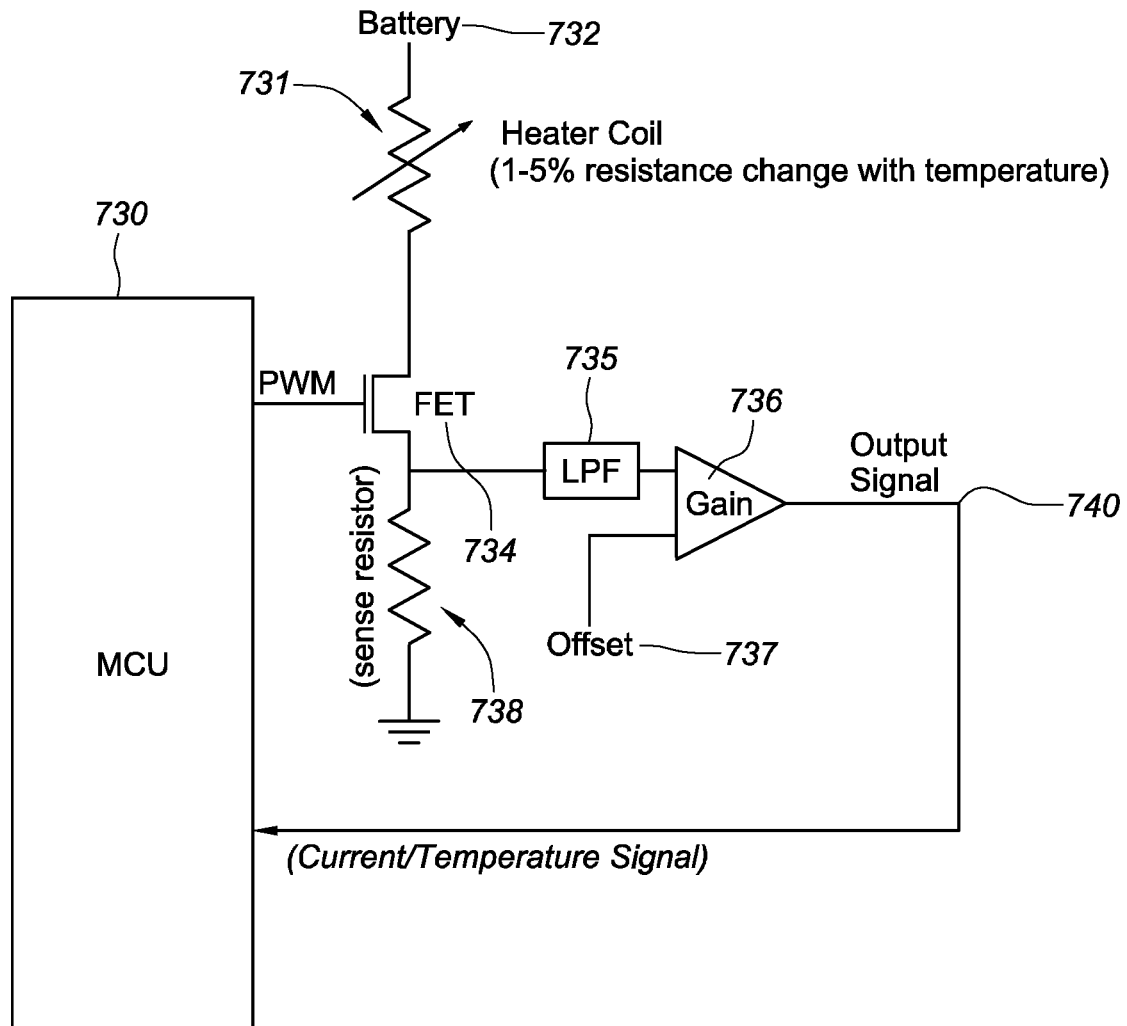 Battery 732
731
Heater Coil
(1-5% resistance change with temperature)
730
PWM
FET
735
736
LPF
Gain
Output
Signal
740
734
(sense resistor)
Offset 737
738
MCU
(Current/Temperature Signal)